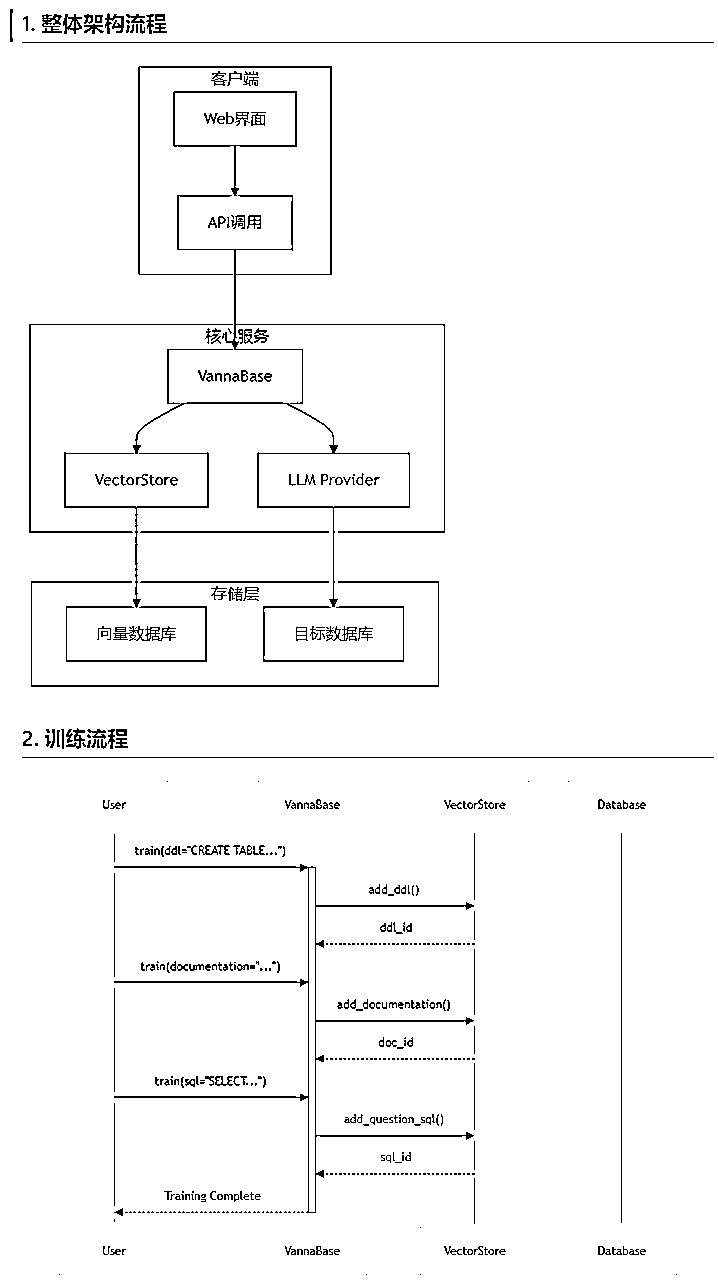 1. 整体架构流程
客户端
Web界面
API调用
核心服务
VannaBase
VectorStore
LLM Provider
存储层
向量数据库
目标数据库
2. 训练流程
User
VannaBase
VectorStore
Database
train(ddl="CREATE TABLE...")
add_ddl()
ddl_id
train(documentation="...")
add_documentation()
doc_id
train(sql="SELECT...")
add_question_sql()
sql_id
Training Complete
User
VannaBase
VectorStore
Database